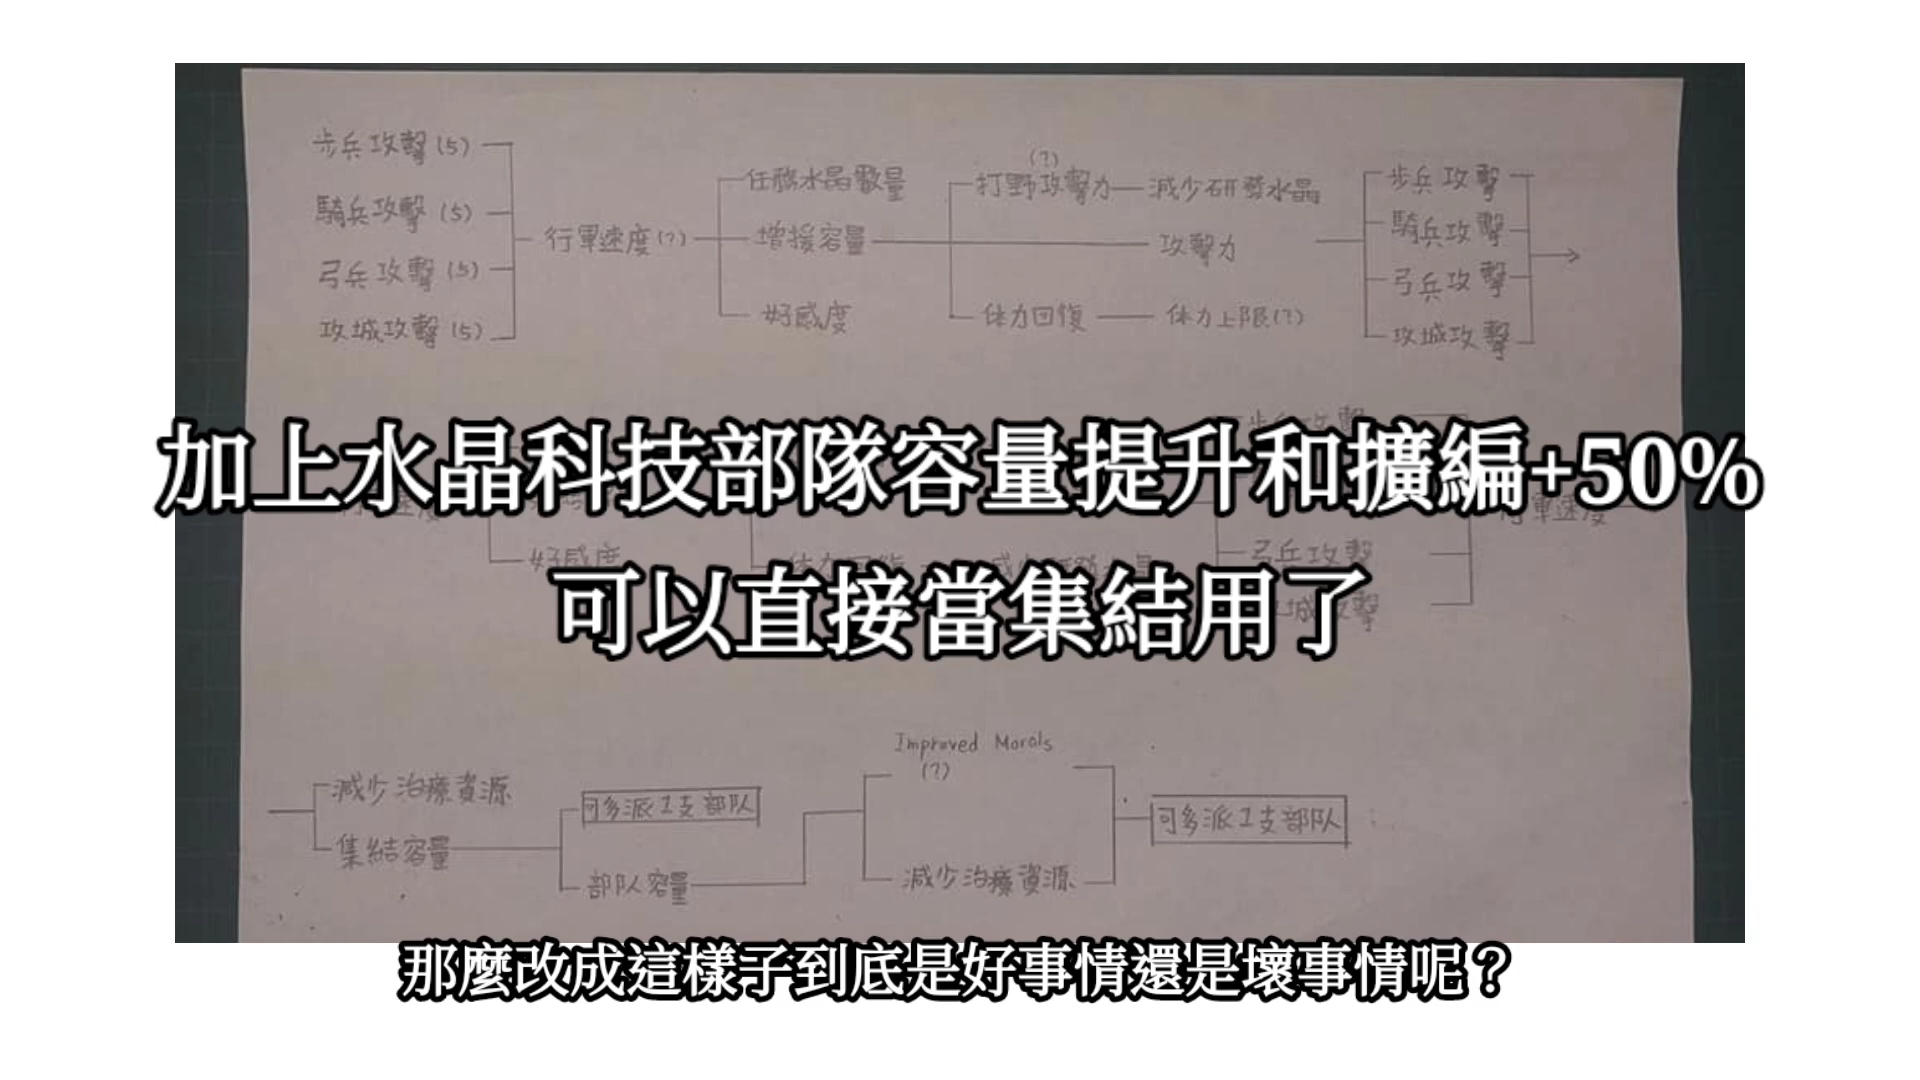 步兵攻擊(5)
騎兵攻擊(5)
弓兵攻擊(5)
攻城攻擊(5)
行軍速度(?)
任務水晶數量
增援容量
好感度
(?)
打野攻擊力
減少研發水晶
攻擊力
体力回復
体力上限(?)
步兵攻擊
騎兵攻擊
弓兵攻擊
攻城攻擊
加上水晶科技部隊容量提升和擴編+50%
好感度
弓兵攻擊
可以直接當集結用了
減少治療資源
集結容量
可多派1支部队
部队容量
Improved Morals
(?)
減少治療資源
可多派1支部队
那麼改成這樣子到底是好事情還是壞事情呢？